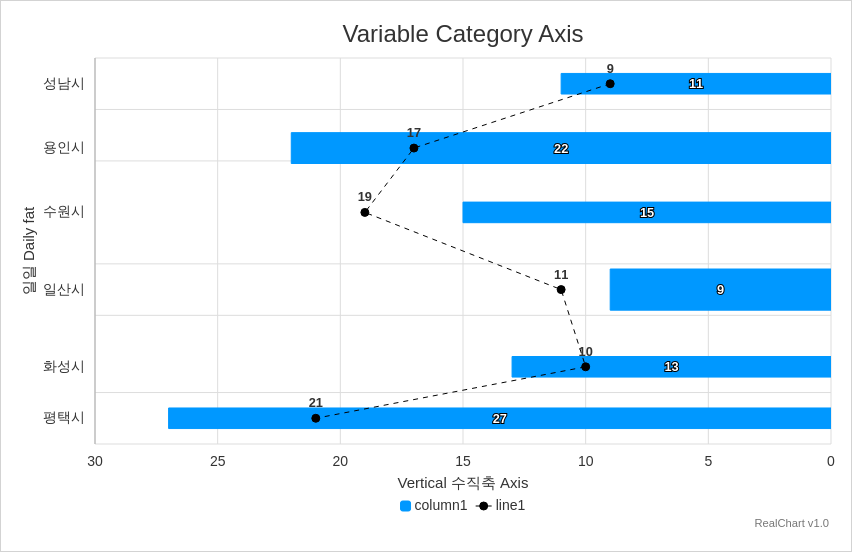 Variable Category Axis
일일 Daily fat
성남시
9
11
용인시
17
22
수원시
19
15
일산시
11
9
화성시
10
13
평택시
21
27
30 25 20 15 10 5 0
Vertical 수직축 Axis
column1 line1
RealChart v1.0